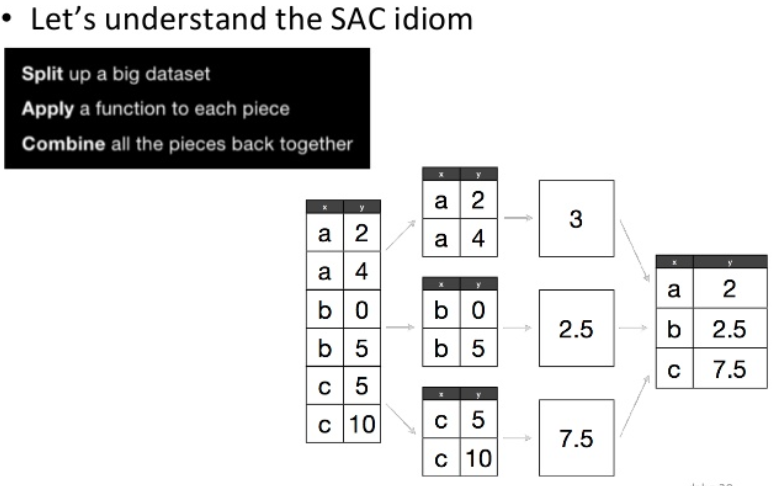 • Let's understand the SAC idiom
Split up a big dataset
Apply a function to each piece
Combine all the pieces back together
x y
a 2
a 4
b 0
b 5
c 5
c 10
x y
a 2
a 4
x y
b 0
b 5
x y
c 5
c 10
3
2.5
7.5
x y
a 2
b 2.5
c 7.5